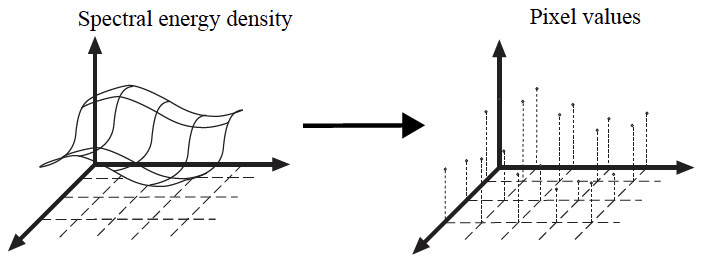 Spectral energy density
Pixel values